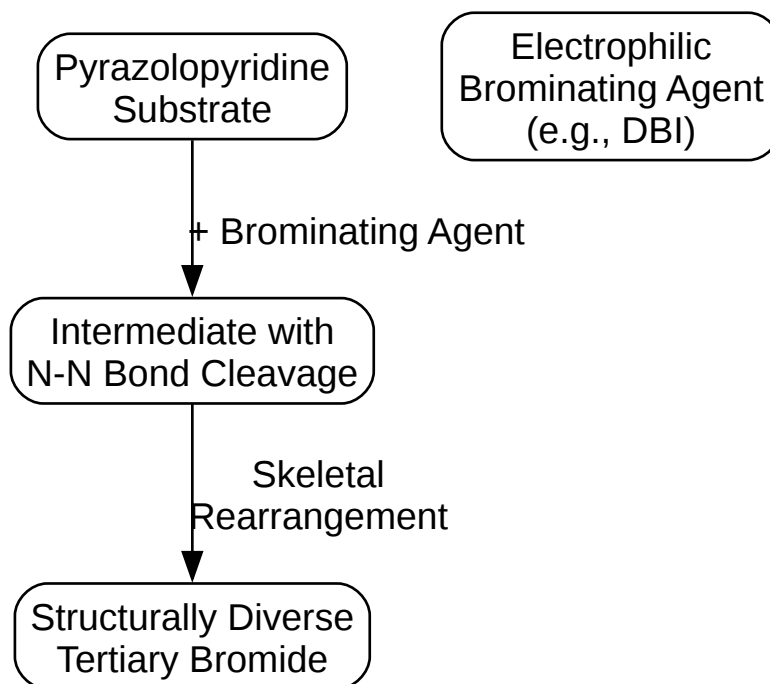 Pyrazolopyridine
Substrate
Electrophilic
Brominating Agent
(e.g., DBI)
+ Brominating Agent
Intermediate with
N-N Bond Cleavage
Skeletal
Rearrangement
Structurally Diverse
Tertiary Bromide